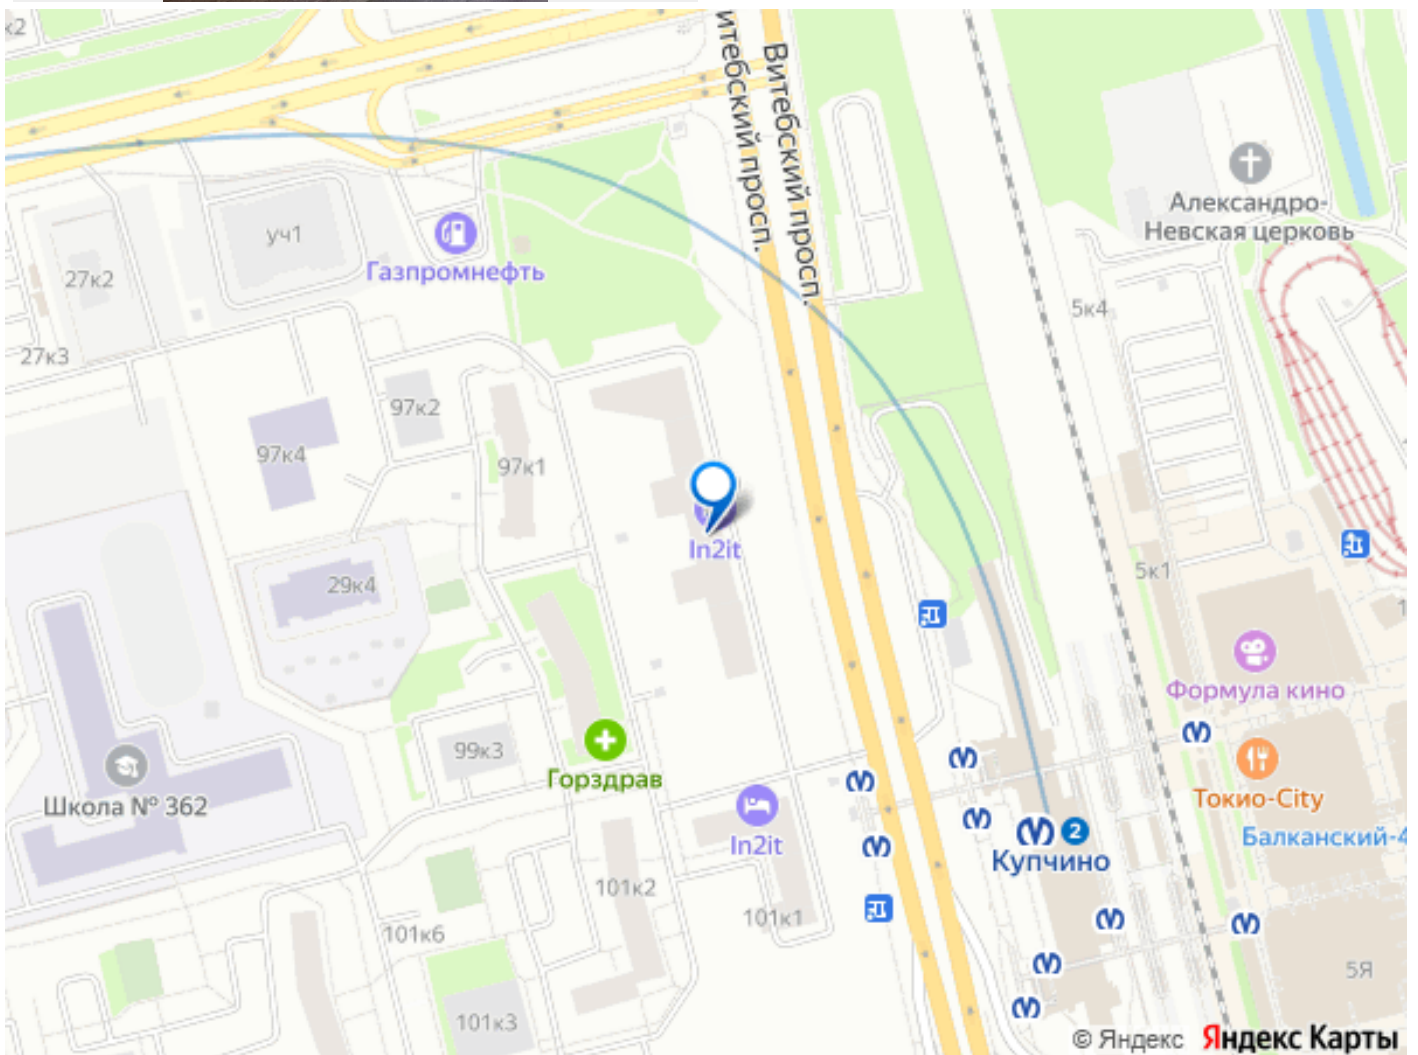 к2
Витебский просп.
итебский просп.
Александро-
Невская церковь
уч1
Газпромнефть
27к2
5к4
27к3
97к2
97к4
97к1
In2it
5к1
29к4
Формула кино
99к3
Горздрав
Школа № 362
Токио-City
In2it
2
Купчино
Балканский-4
101к2
101к1
101к6
5Я
101к3
© Яндекс Яндекс Карты